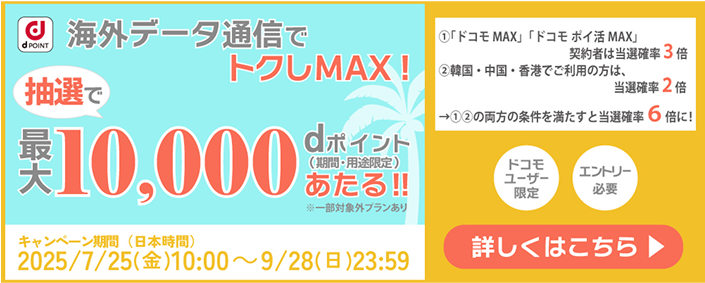 d POINT
海外データ通信で
トクしMAX!
抽選で
最大10,000
dポイント
(期間・用途限定)
あたる!!
※一部対象外プランあり
キャンペーン期間(日本時間)
2025/7/25(金)10:00〜9/28(日)23:59
①「ドコモ MAX」「ドコモ ポイ活 MAX」
契約者は当選確率3倍
②韓国・中国・香港でご利用の方は、
当選確率2倍
→①②の両方の条件を満たすと当選確率6倍に!
ドコモ
ユーザー
限定
エントリー
必要
詳しくはこちら ▶